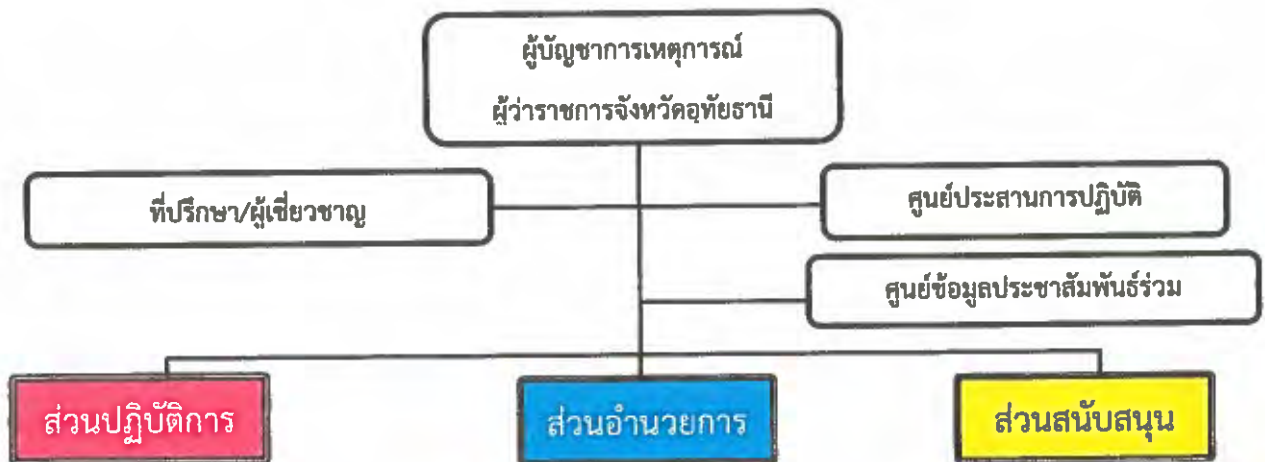 ผู้บัญชาการเหตุการณ์
ผู้ว่าราชการจังหวัดอุทัยธานี
ที่ปรึกษา/ผู้เชี่ยวชาญ
ศูนย์ประสานการปฏิบัติ
ศูนย์ข้อมูลประชาสัมพันธ์ร่วม
ส่วนปฏิบัติการ
ส่วนอำนวยการ
ส่วนสนับสนุน